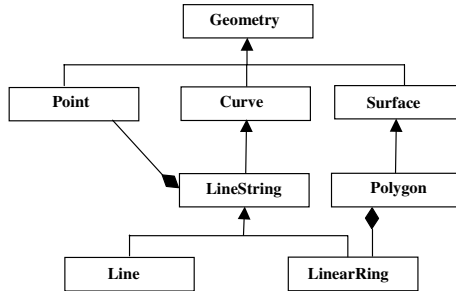 Geometry
Point
Curve
Surface
LineString
Polygon
Line
LinearRing